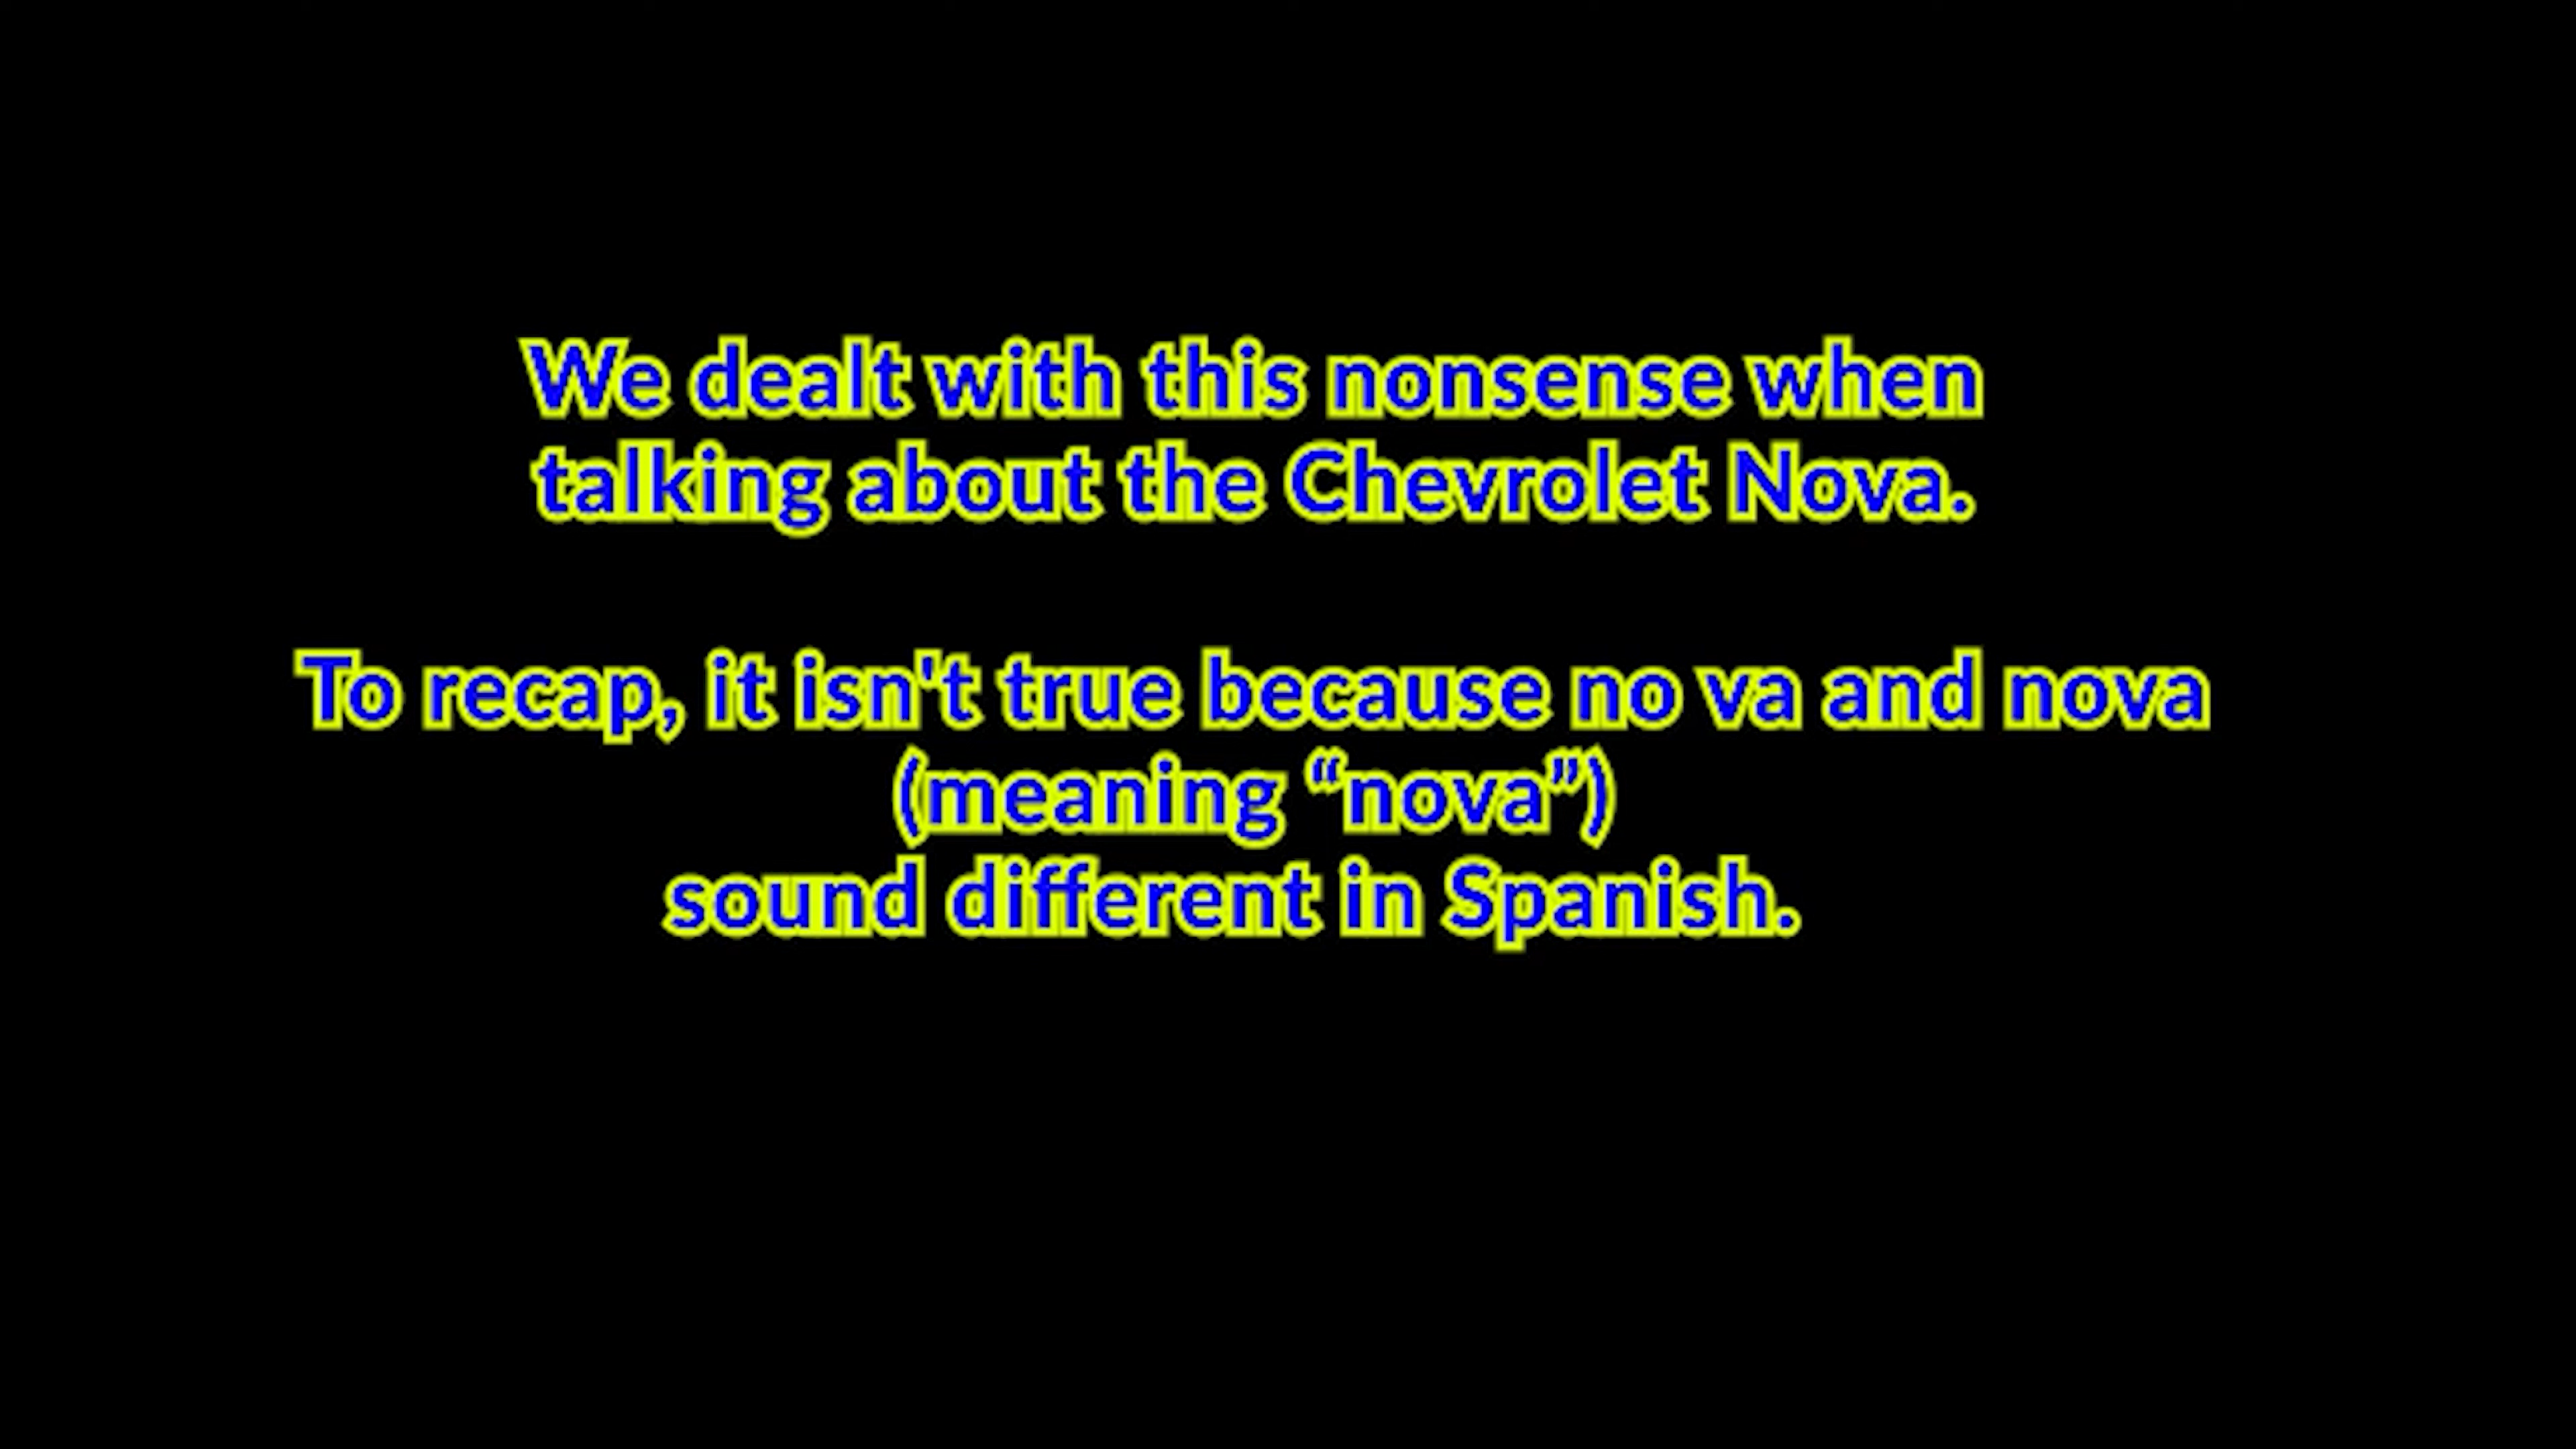 We dealt with this nonsense when
talking about the Chevrolet Nova.
To recap, it isn't true because no va and nova
(meaning “nova”)
sound different in Spanish.